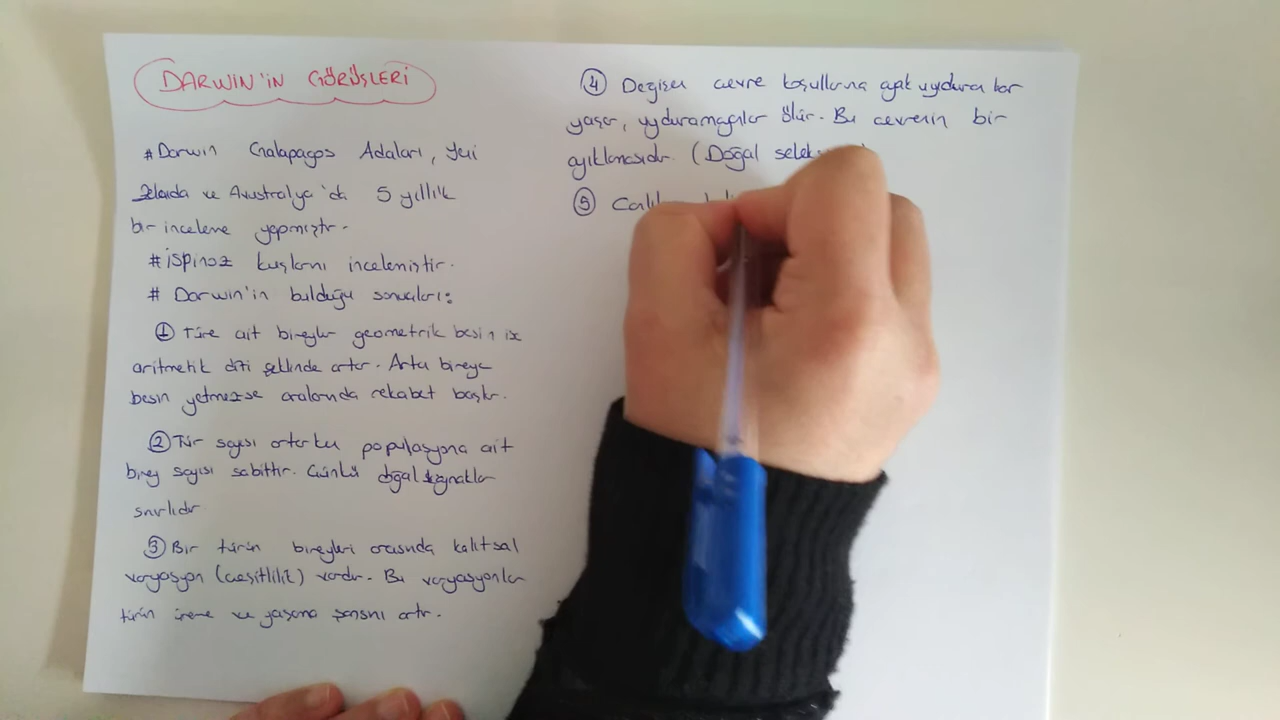 DARWIN'in GÖRÜŞLERİ
# Darwin Galapagos Adaları, Yeni
Zelanda ve Avustralya'da 5 yıllık
bir inceleme yapmıştır.
# İspinoz kuşlarını incelemiştir.
# Darwin'in bulduğu sonuçları:
① Türe ait bireyler geometrik besin ise
aritmetik dizi şeklinde artar. Artan bireye
besin yetmezse aralarında rekabet başlar.
② Tür sayısı artarken populasyona ait
birey sayısı sabittir. Çünkü doğal kaynaklar
sınırlıdır
③ Bir türün bireyleri arasında kalıtsal
varyasyon (çeşitlilik) vardır. Bu varyasyonlar
türün üreme ve yaşama şansını artır.
④ Değişen çevre koşullarına ayak uyduranlar
yaşar, uyduramayanlar ölür. Bu çevrenin bir
ayıklamasıdır. (Doğal
⑤